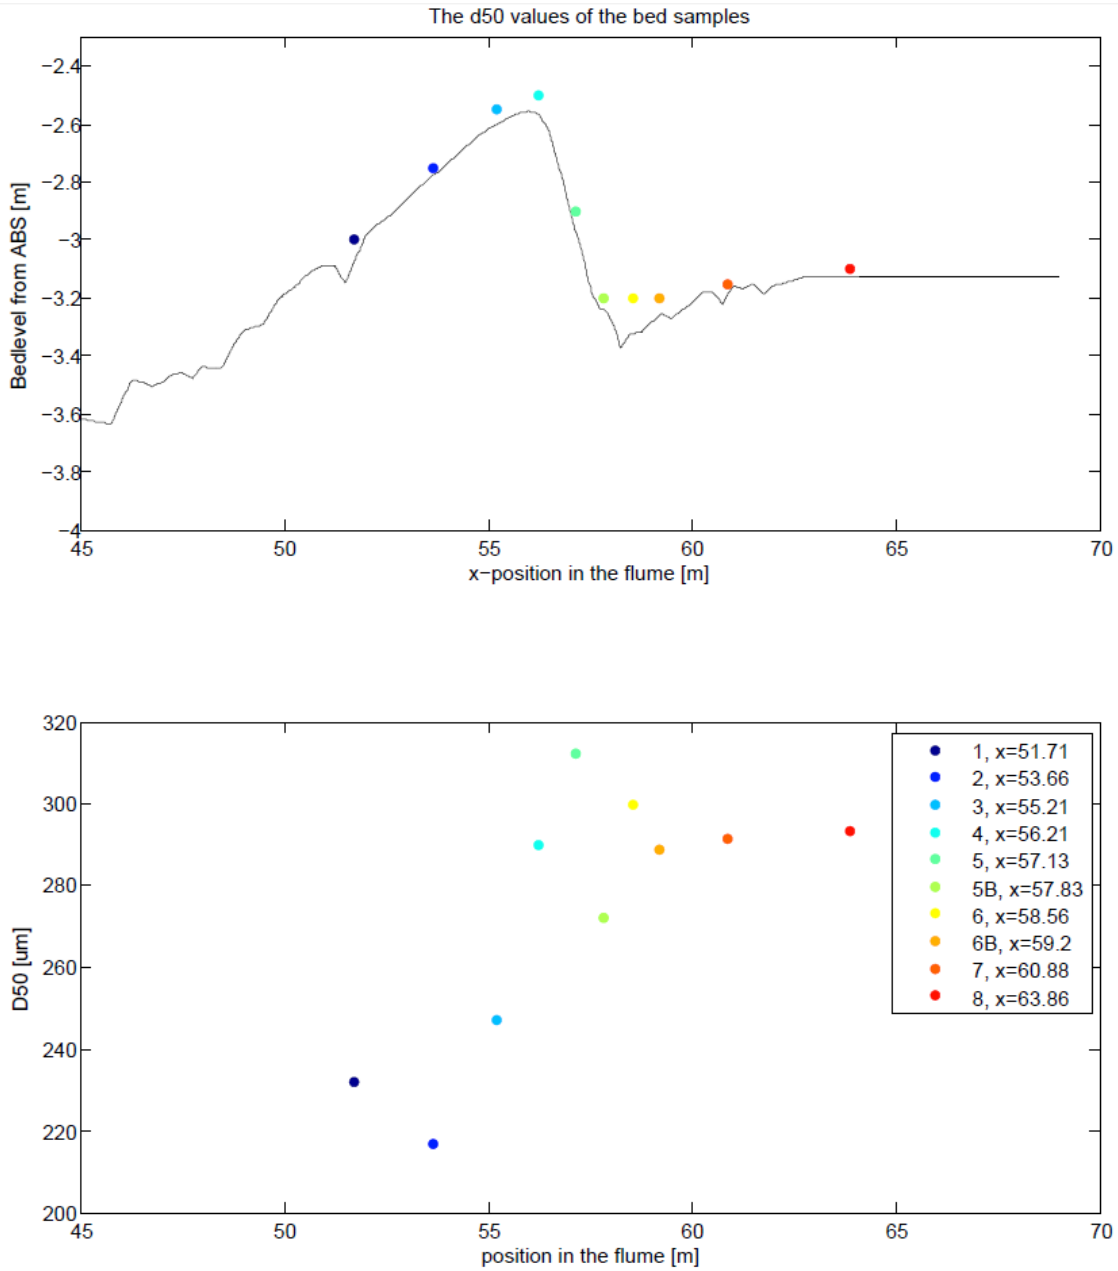 The d50 values of the bed samples
Bedlevel from ABS [m]
−2.4
−2.6
−2.8
−3
−3.2
−3.4
−3.6
−3.8
−4
45 50 55 60 65 70
x−position in the flume [m]
D50 [um]
320
300
280
260
240
220
200
45 50 55 60 65 70
position in the flume [m]
1, x=51.71
2, x=53.66
3, x=55.21
4, x=56.21
5, x=57.13
5B, x=57.83
6, x=58.56
6B, x=59.2
7, x=60.88
8, x=63.86